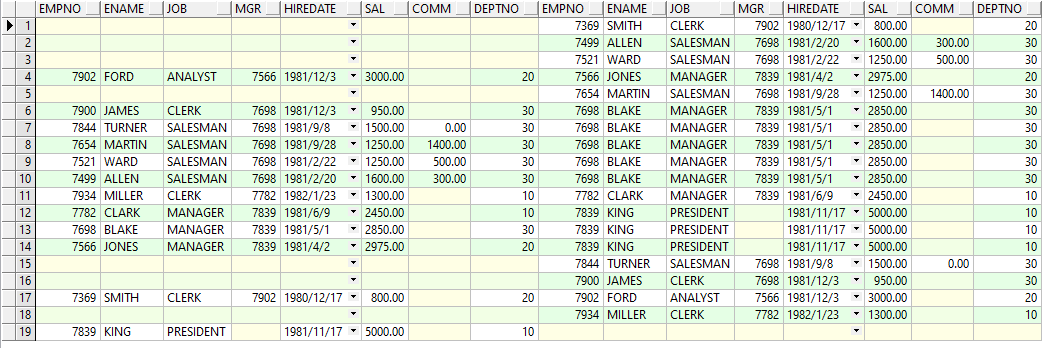 EMPNO ENAME JOB MGR HIREDATE SAL COMM DEPTNO EMPNO ENAME JOB MGR HIREDATE SAL COMM DEPTNO
1 7369 SMITH CLERK 7902 1980/12/17 800.00 20
2 7499 ALLEN SALESMAN 7698 1981/2/20 1600.00 300.00 30
3 7521 WARD SALESMAN 7698 1981/2/22 1250.00 500.00 30
4 7902 FORD ANALYST 7566 1981/12/3 3000.00 20 7566 JONES MANAGER 7839 1981/4/2 2975.00 20
5 7654 MARTIN SALESMAN 7698 1981/9/28 1250.00 1400.00 30
6 7900 JAMES CLERK 7698 1981/12/3 950.00 30 7698 BLAKE MANAGER 7839 1981/5/1 2850.00 30
7 7844 TURNER SALESMAN 7698 1981/9/8 1500.00 0.00 30 7698 BLAKE MANAGER 7839 1981/5/1 2850.00 30
8 7654 MARTIN SALESMAN 7698 1981/9/28 1250.00 1400.00 30 7698 BLAKE MANAGER 7839 1981/5/1 2850.00 30
9 7521 WARD SALESMAN 7698 1981/2/22 1250.00 500.00 30 7698 BLAKE MANAGER 7839 1981/5/1 2850.00 30
10 7499 ALLEN SALESMAN 7698 1981/2/20 1600.00 300.00 30 7698 BLAKE MANAGER 7839 1981/5/1 2850.00 30
11 7934 MILLER CLERK 7782 1982/1/23 1300.00 10 7782 CLARK MANAGER 7839 1981/6/9 2450.00 10
12 7782 CLARK MANAGER 7839 1981/6/9 2450.00 10 7839 KING PRESIDENT 1981/11/17 5000.00 10
13 7698 BLAKE MANAGER 7839 1981/5/1 2850.00 30 7839 KING PRESIDENT 1981/11/17 5000.00 10
14 7566 JONES MANAGER 7839 1981/4/2 2975.00 20 7839 KING PRESIDENT 1981/11/17 5000.00 10
15 7844 TURNER SALESMAN 7698 1981/9/8 1500.00 0.00 30
16 7900 JAMES CLERK 7698 1981/12/3 950.00 30
17 7369 SMITH CLERK 7902 1980/12/17 800.00 20 7902 FORD ANALYST 7566 1981/12/3 3000.00 20
18 7934 MILLER CLERK 7782 1982/1/23 1300.00 10
19 7839 KING PRESIDENT 1981/11/17 5000.00 10